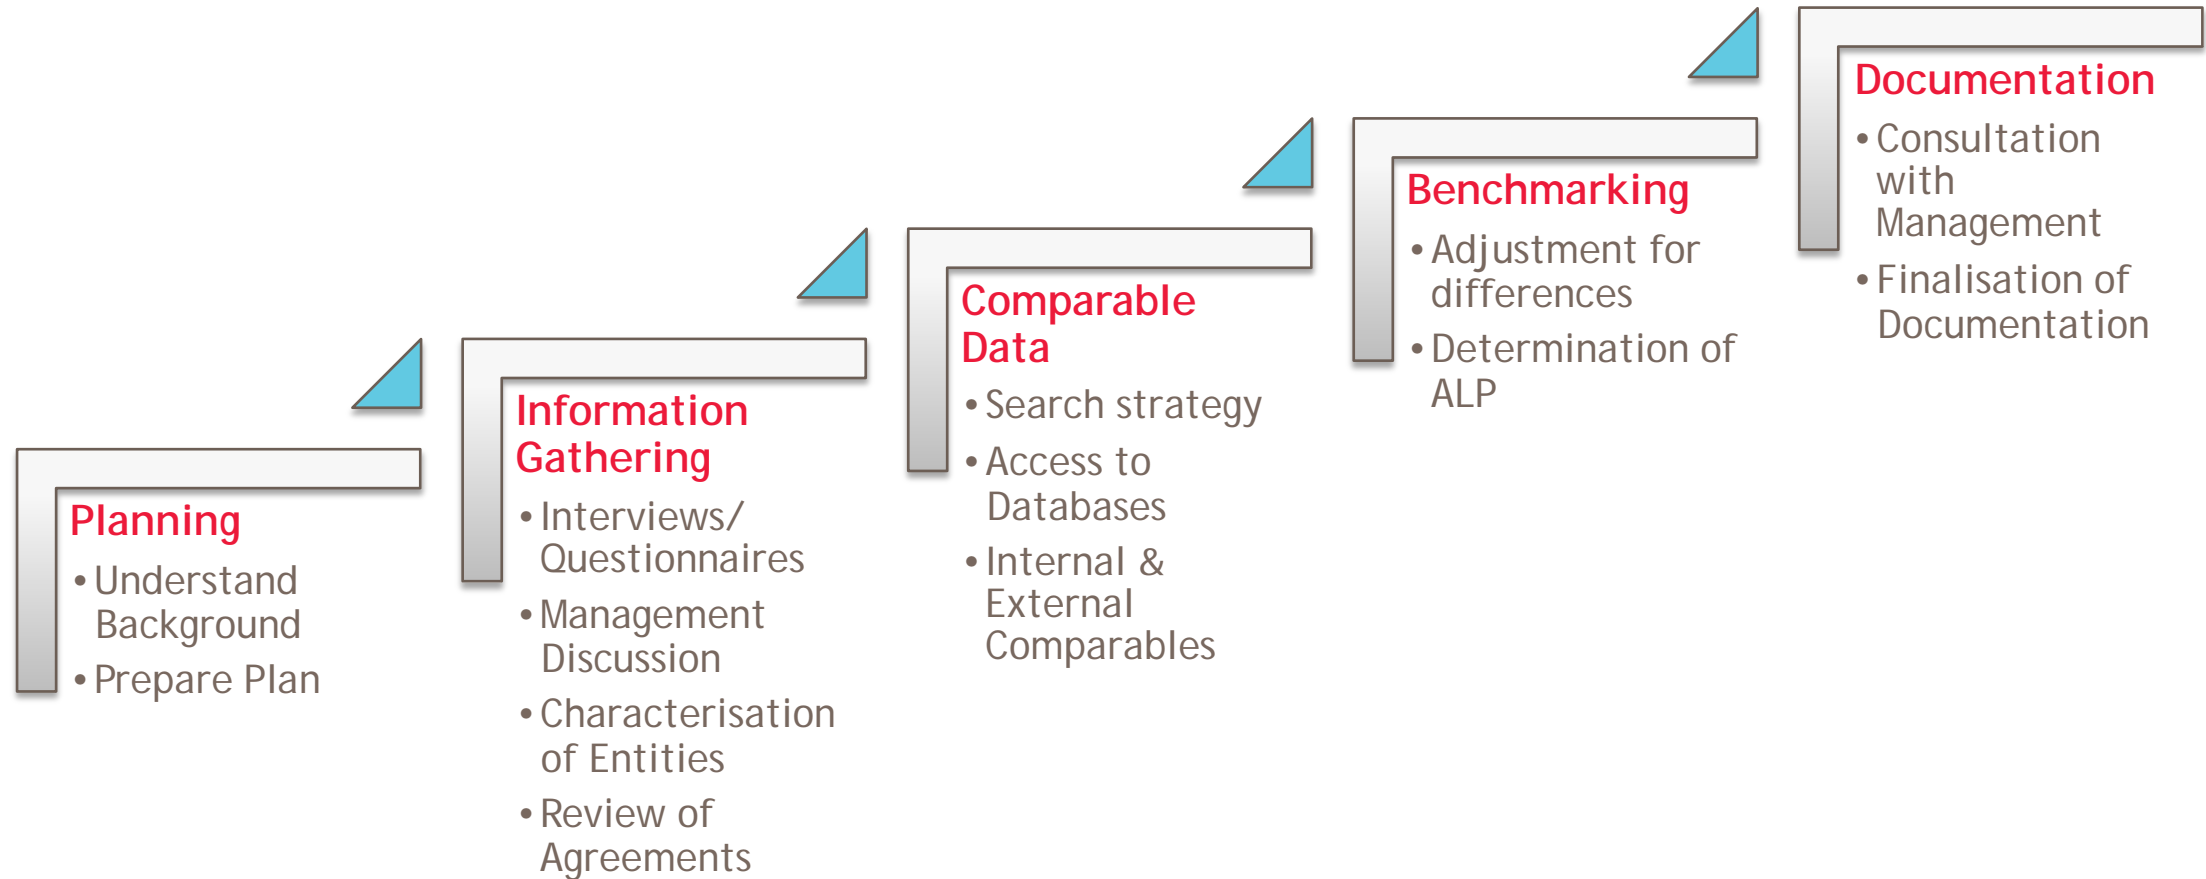 Planning
• Understand
Background
• Prepare Plan
Information
Gathering
• Interviews/
Questionnaires
• Management
Discussion
• Characterisation
of Entities
• Review of
Agreements
Comparable
Data
• Search strategy
• Access to
Databases
• Internal &
External
Comparables
Benchmarking
• Adjustment for
differences
• Determination of
ALP
Documentation
• Consultation
with
Management
• Finalisation of
Documentation